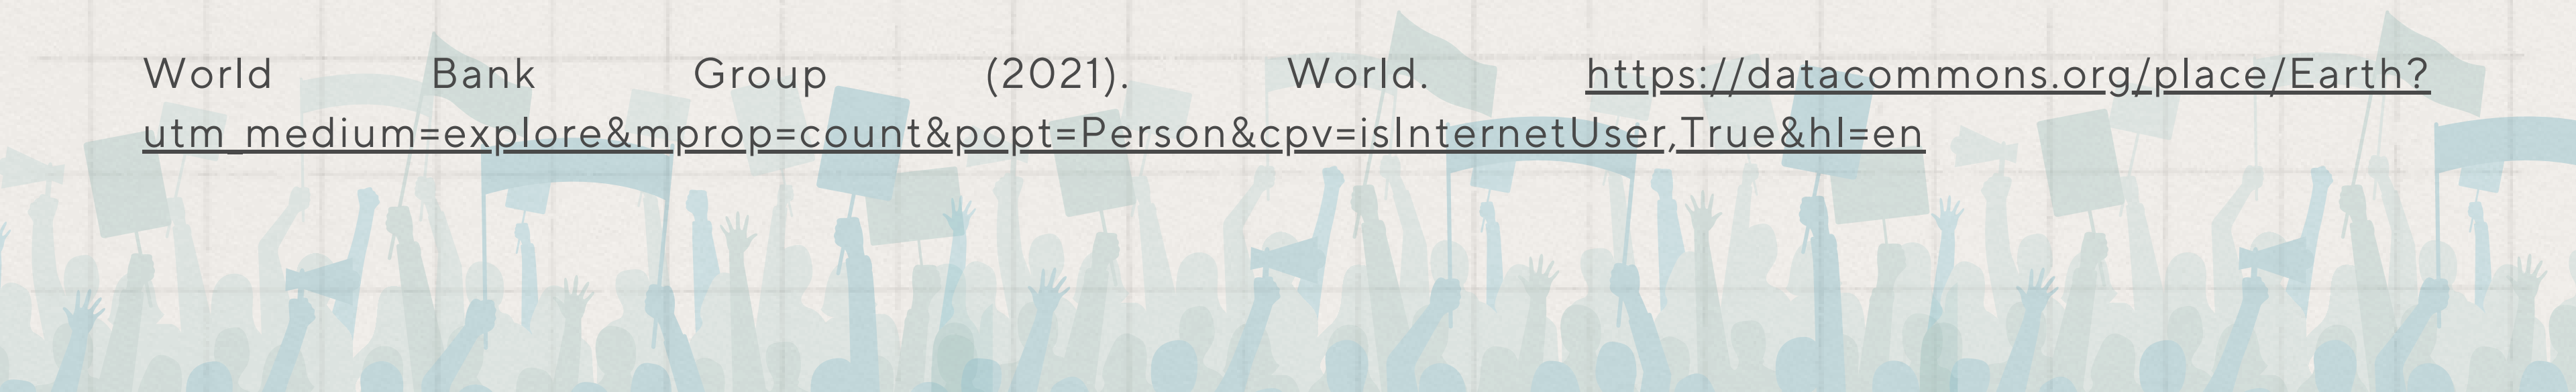 World Bank Group (2021). World. https://datacommons.org/place/Earth?
utm_medium=explore&mprop=count&popt=Person&cpv=isInternetUser,True&hl=en